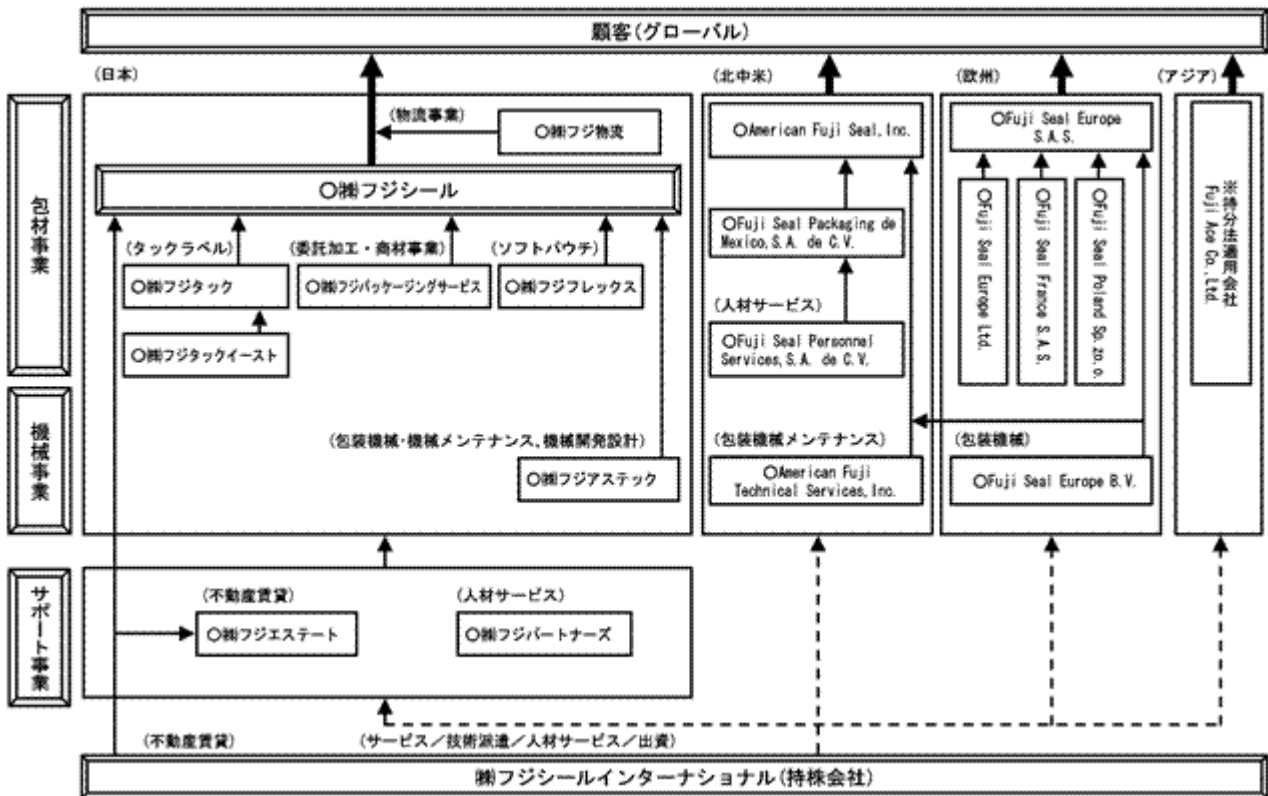 顧客(グローバル)
(日本)
(北中米)
(欧州)
(アジア)
包材事業
(物流事業)
○㈱フジ物流
○㈱フジシール
(タックラベル)
○㈱フジタック
(委託加工・商材事業)
○㈱フジパッケージングサービス
(ソフトパウチ)
○㈱フジフレックス
○㈱フジタックイースト
○American Fuji Seal, Inc.
○Fuji Seal Packaging de
Mexico, S.A. de C.V.
(人材サービス)
○Fuji Seal Personnel
Services, S.A. de C.V.
○Fuji Seal Europe
S.A.S.
○Fuji Seal Europe Ltd.
○Fuji Seal France S.A.S.
○Fuji Seal Poland Sp. zo. o.
※持分法適用会社
Fuji Ace Co., Ltd.
機械事業
(包装機械・機械メンテナンス、機械開発設計)
○㈱フジアステック
(包装機械メンテナンス)
○American Fuji
Technical Services, Inc.
(包装機械)
○Fuji Seal Europe B.V.
サポート事業
(不動産賃貸)
○㈱フジエステート
(人材サービス)
○㈱フジパートナーズ
(不動産賃貸)
(サービス/技術派遣/人材サービス/出資)
㈱フジシールインターナショナル(持株会社)